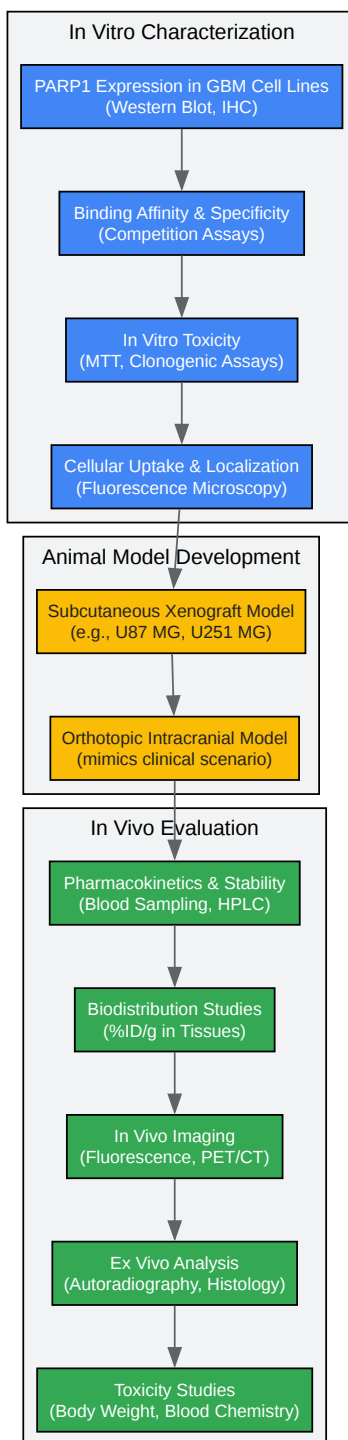 In Vitro Characterization
PARP1 Expression in GBM Cell Lines
(Western Blot, IHC)
Binding Affinity & Specificity
(Competition Assays)
In Vitro Toxicity
(MTT, Clonogenic Assays)
Cellular Uptake & Localization
(Fluorescence Microscopy)
Animal Model Development
Subcutaneous Xenograft Model
(e.g., U87 MG, U251 MG)
Orthotopic Intracranial Model
(mimics clinical scenario)
In Vivo Evaluation
Pharmacokinetics & Stability
(Blood Sampling, HPLC)
Biodistribution Studies
(%ID/g in Tissues)
In Vivo Imaging
(Fluorescence, PET/CT)
Ex Vivo Analysis
(Autoradiography, Histology)
Toxicity Studies
(Body Weight, Blood Chemistry)